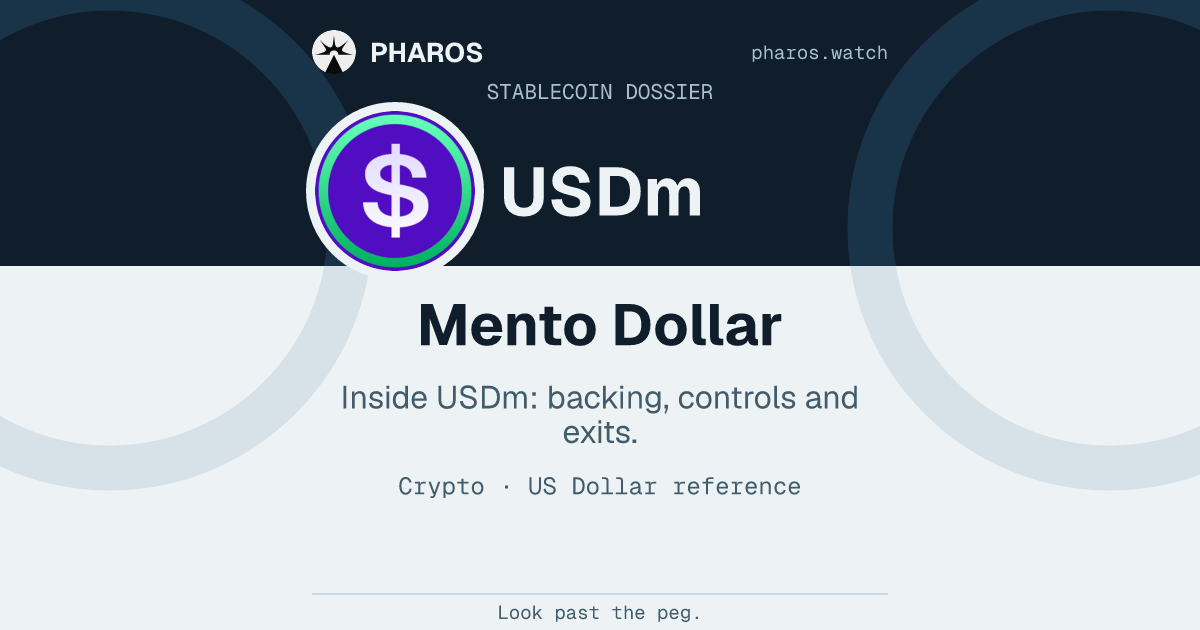 PHAROS
pharos.watch
STABLECOIN DOSSIER
$
USDm
Mento Dollar
Inside USDm: backing, controls and
exits.
Crypto · US Dollar reference
Look past the peg.